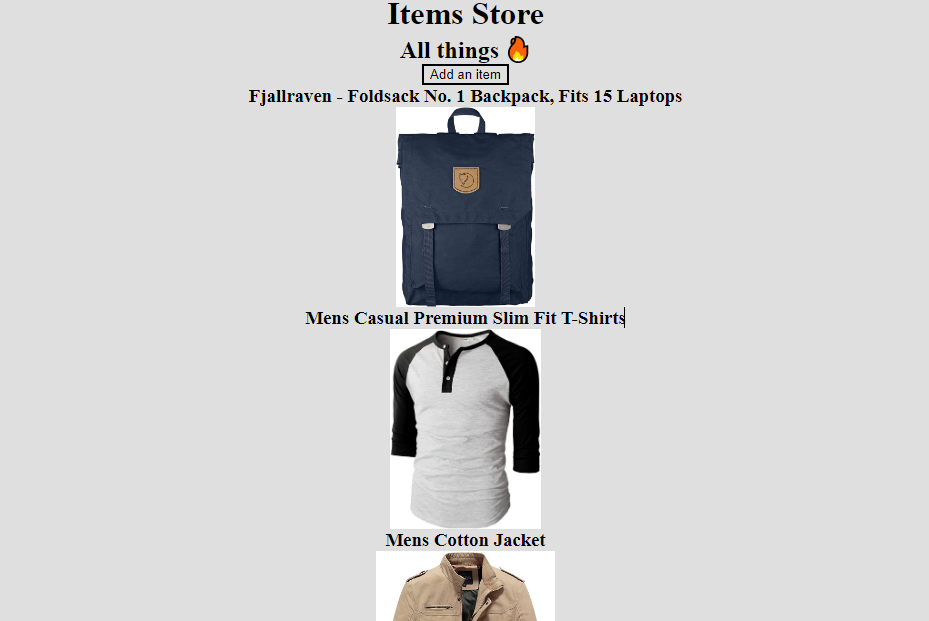 Items Store
All things 🔥
Add an item
Fjallraven - Foldsack No. 1 Backpack, Fits 15 Laptops
Mens Casual Premium Slim Fit T-Shirts
Mens Cotton Jacket